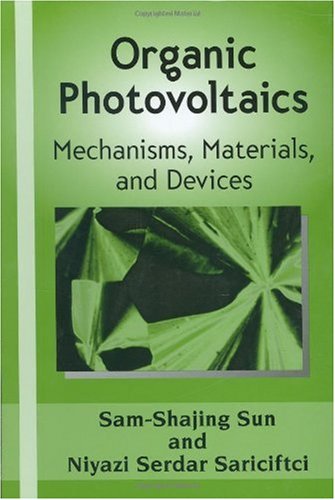 Organic
Photovoltaics
Mechanisms, Materials,
and Devices
Sam-Shajing Sun
and
Niyazi Serdar Sariciftci